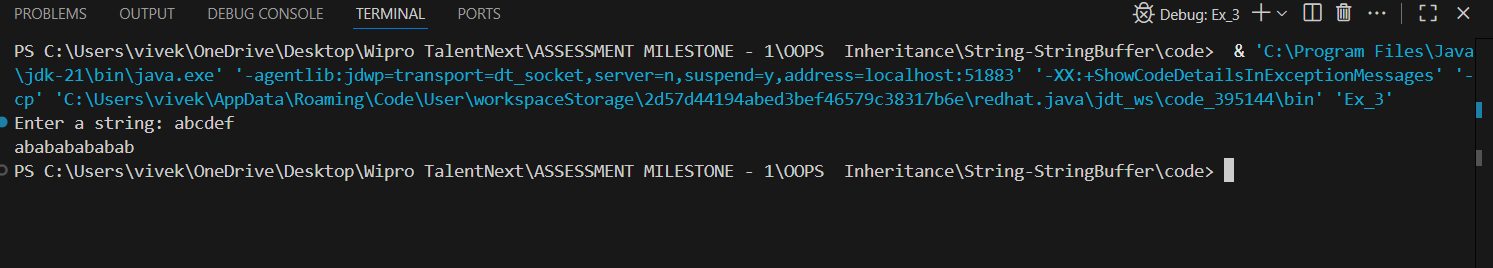 PROBLEMS OUTPUT DEBUG CONSOLE TERMINAL PORTS Debug: Ex_3
PS C:\Users\vivek\OneDrive\Desktop\Wipro TalentNext\ASSESSMENT MILESTONE - 1\OOPS  Inheritance\String-StringBuffer\code>  & 'C:\Program Files\Java
\jdk-21\bin\java.exe' '-agentlib:jdwp=transport=dt_socket,server=n,suspend=y,address=localhost:51883' '-XX:+ShowCodeDetailsInExceptionMessages' '-
cp' 'C:\Users\vivek\AppData\Roaming\Code\User\workspaceStorage\2d57d44194abed3bef46579c38317b6e\redhat.java\jdt_ws\code_395144\bin' 'Ex_3'
Enter a string: abcdef
abababababab
PS C:\Users\vivek\OneDrive\Desktop\Wipro TalentNext\ASSESSMENT MILESTONE - 1\OOPS  Inheritance\String-StringBuffer\code>